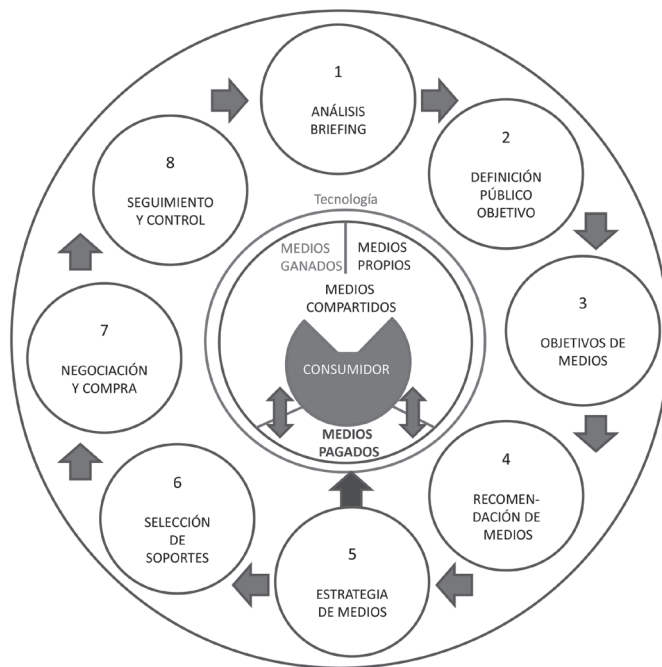 1
ANÁLISIS
BRIEFING
2
DEFINICIÓN
PÚBLICO
OBJETIVO
3
OBJETIVOS DE
MEDIOS
4
RECOMEN-
DACIÓN DE
MEDIOS
5
ESTRATEGIA
DE MEDIOS
6
SELECCIÓN
DE
SOPORTES
7
NEGOCIACIÓN
Y COMPRA
8
SEGUIMIENTO
Y CONTROL
Tecnología
MEDIOS
GANADOS
MEDIOS
PROPIOS
MEDIOS
COMPARTIDOS
CONSUMIDOR
MEDIOS
PAGADOS